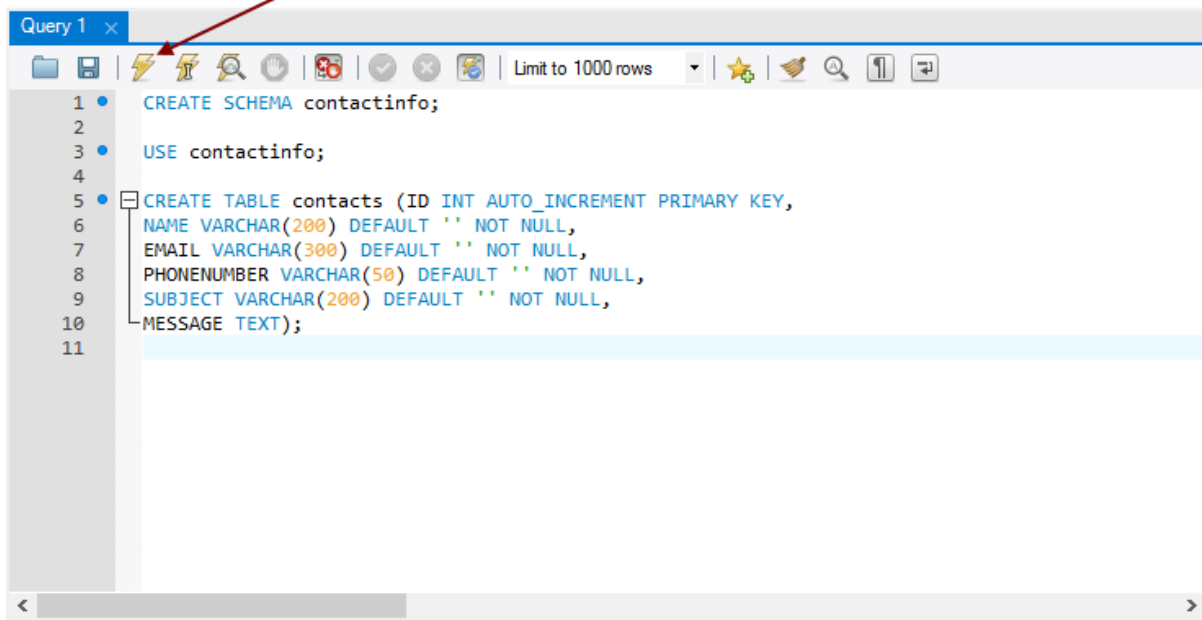 Query 1
Limit to 1000 rows
1 CREATE SCHEMA contactinfo;
2
3 USE contactinfo;
4
5 CREATE TABLE contacts (ID INT AUTO_INCREMENT PRIMARY KEY,
6 NAME VARCHAR(200) DEFAULT '' NOT NULL,
7 EMAIL VARCHAR(300) DEFAULT '' NOT NULL,
8 PHONENUMBER VARCHAR(50) DEFAULT '' NOT NULL,
9 SUBJECT VARCHAR(200) DEFAULT '' NOT NULL,
10 MESSAGE TEXT);
11